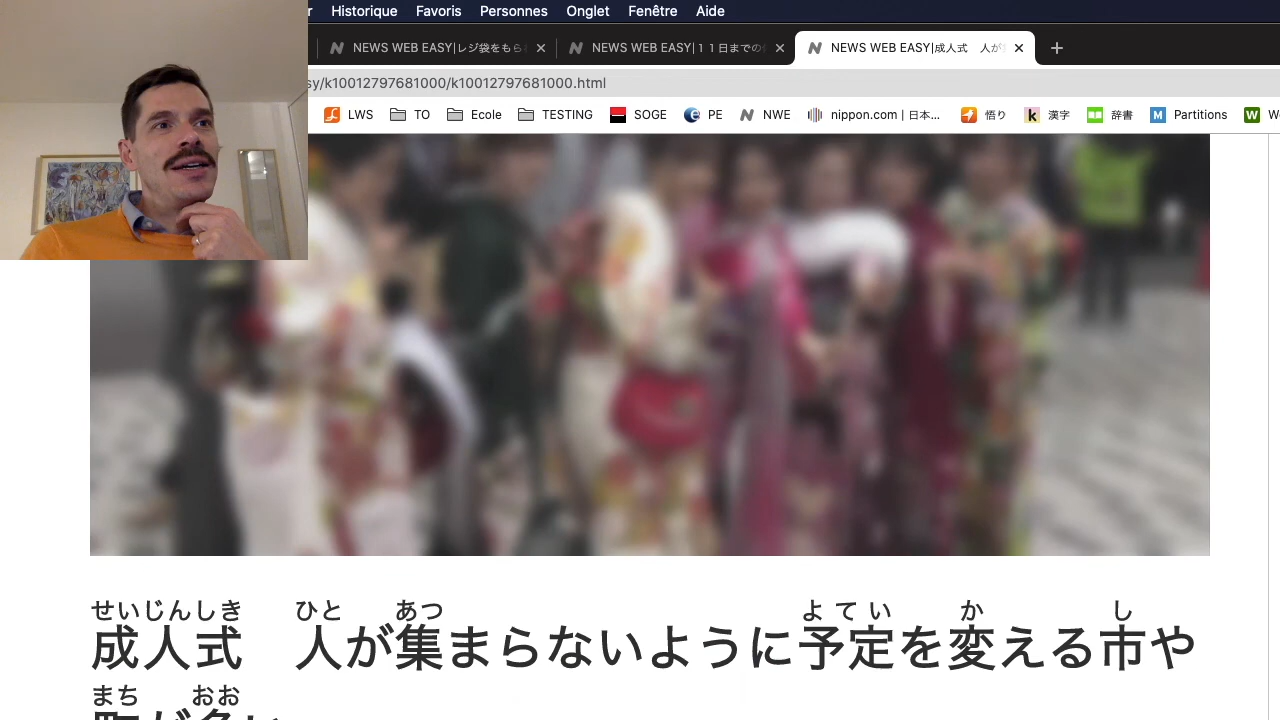 Historique Favoris Personnes Onglet Fenêtre Aide
NEWS WEB EASY|レジ袋をもら NEWS WEB EASY|１１日までの NEWS WEB EASY|成人式 人が
sy/k10012797681000/k10012797681000.html
LWS TO Ecole TESTING SOGE PE NWE nippon.com | 日本... 悟り k 漢字 辞書 M Partitions W
せいじんしき ひと あつ よてい か し
成人式 人が集まらないように予定を変える市や
まち おお
町が多い